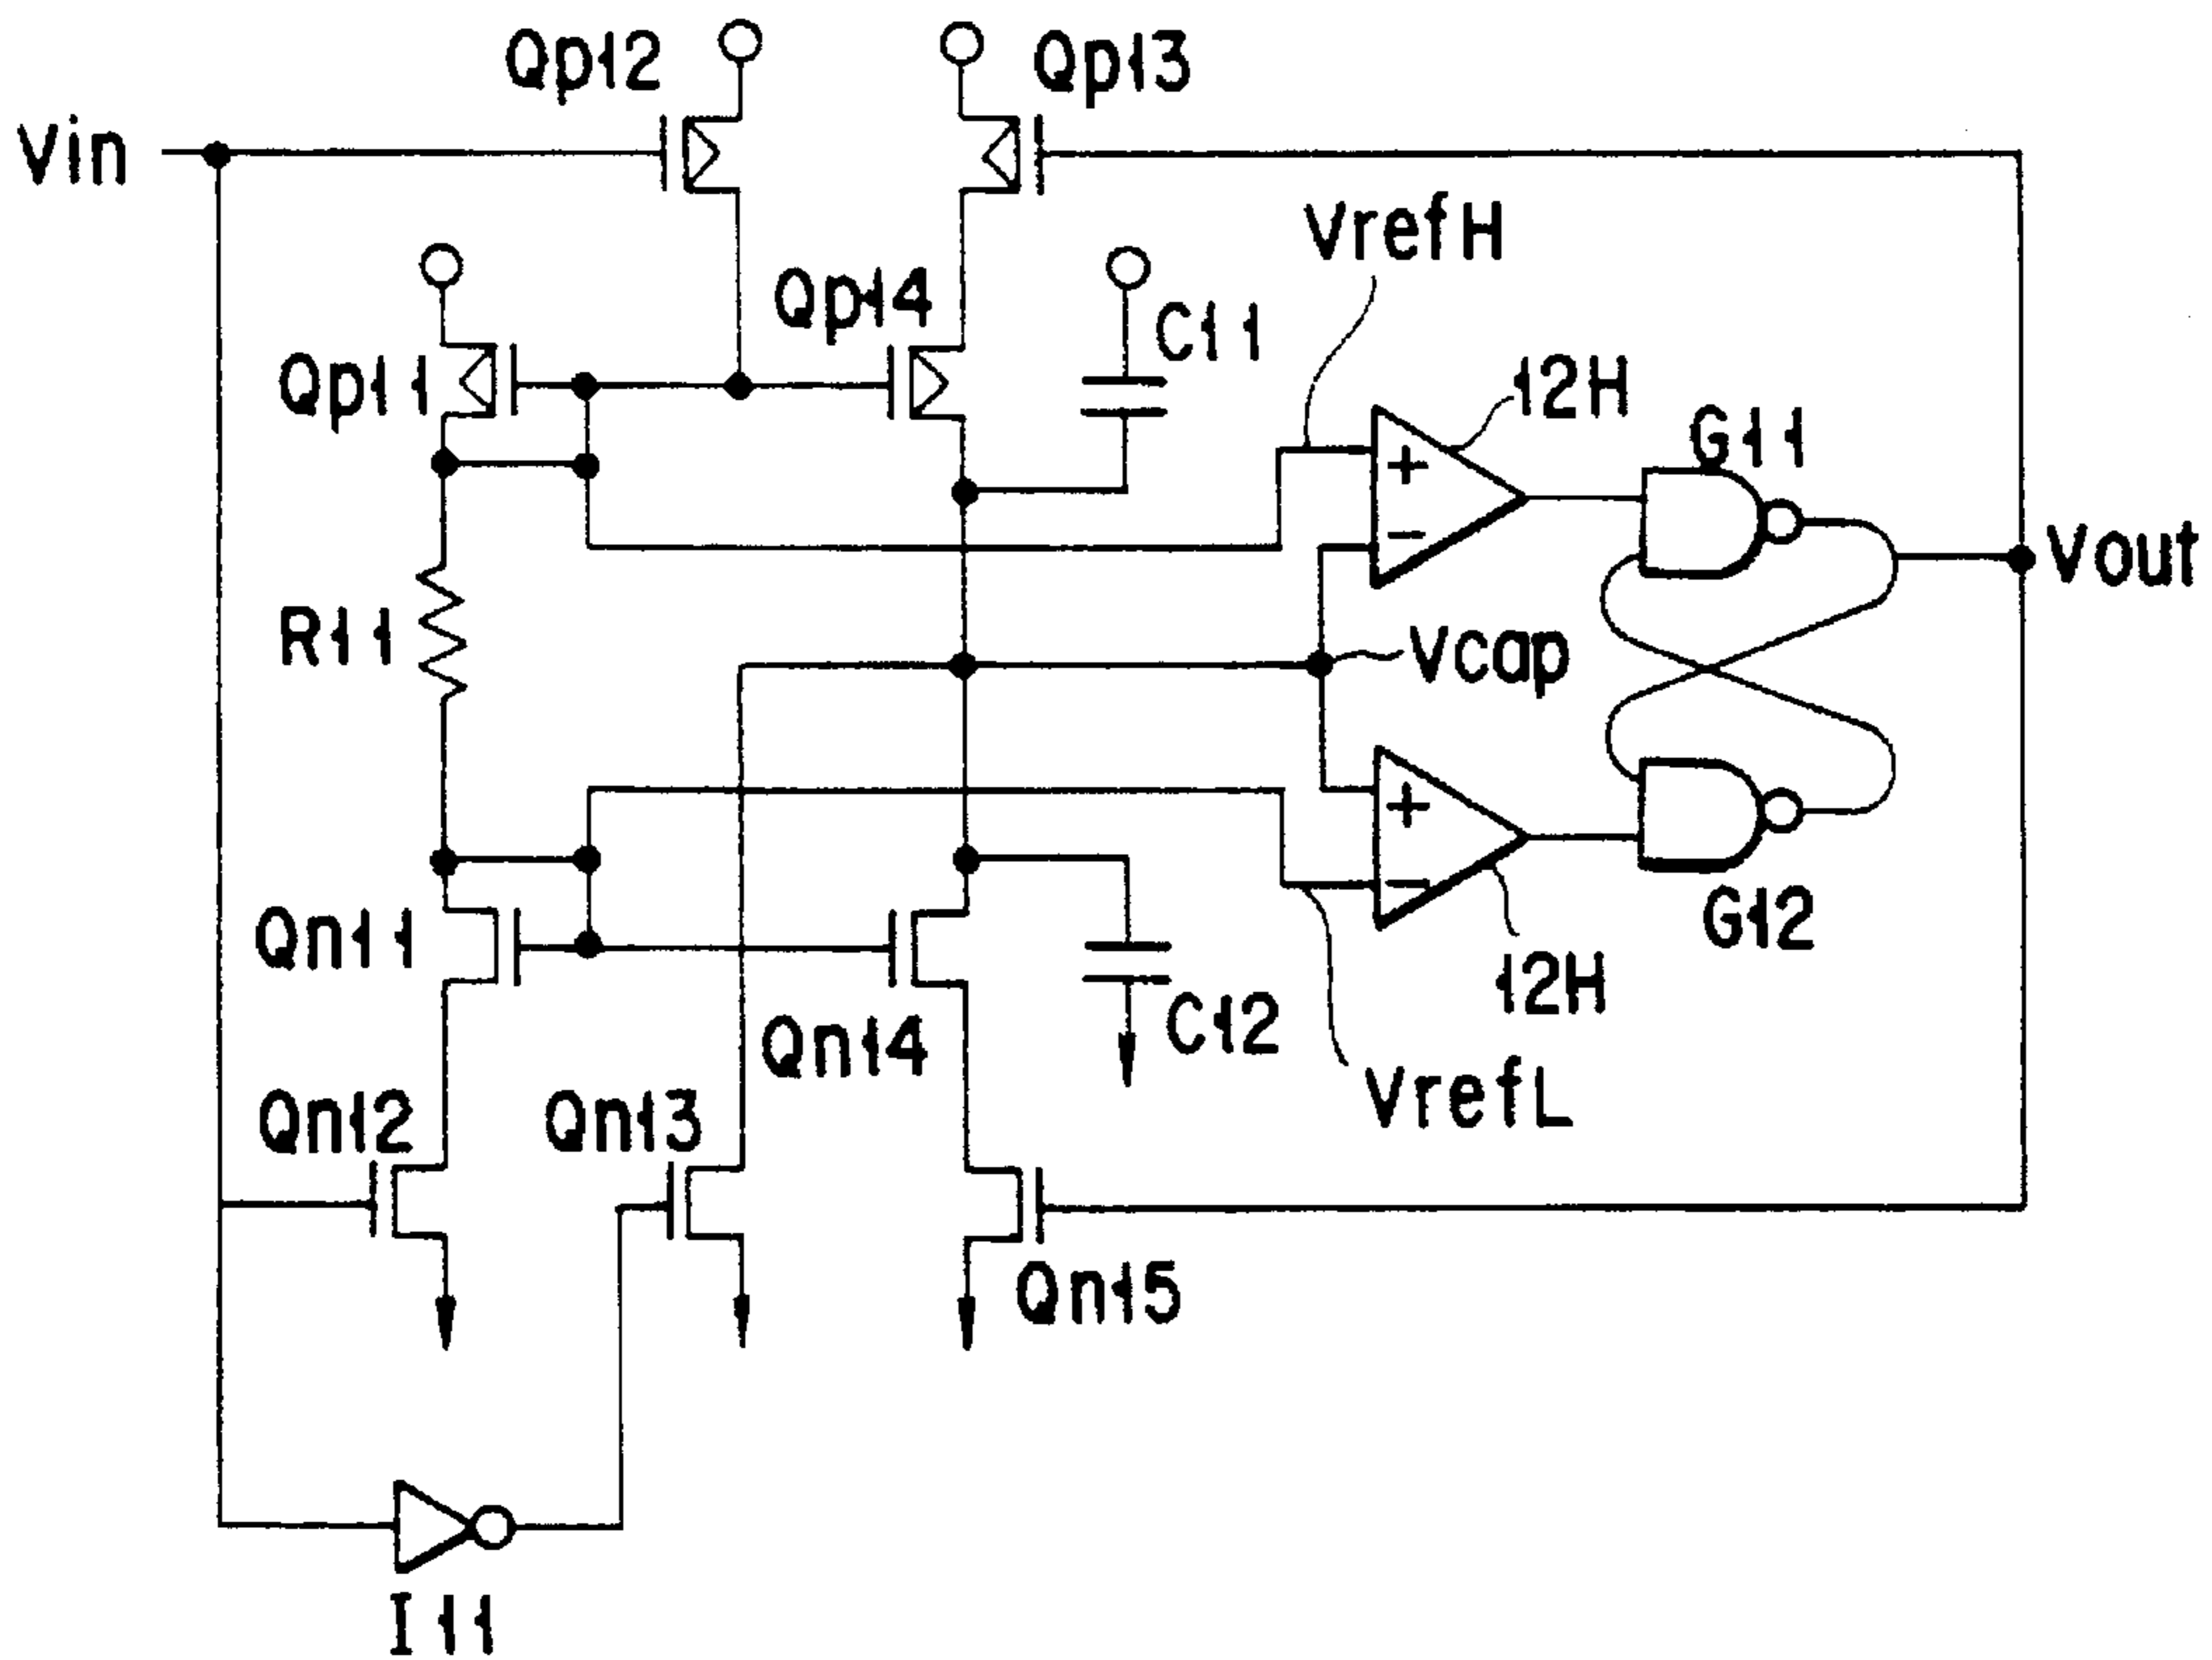 Qp12
Qp13
Vin
VrefH
Qp14
C11
Qp11
12H
G11
+
−
Vout
R11
Vcap
+
−
Qn11
G12
12H
C12
Qn14
VrefL
Qn12
Qn13
Qn15
I11